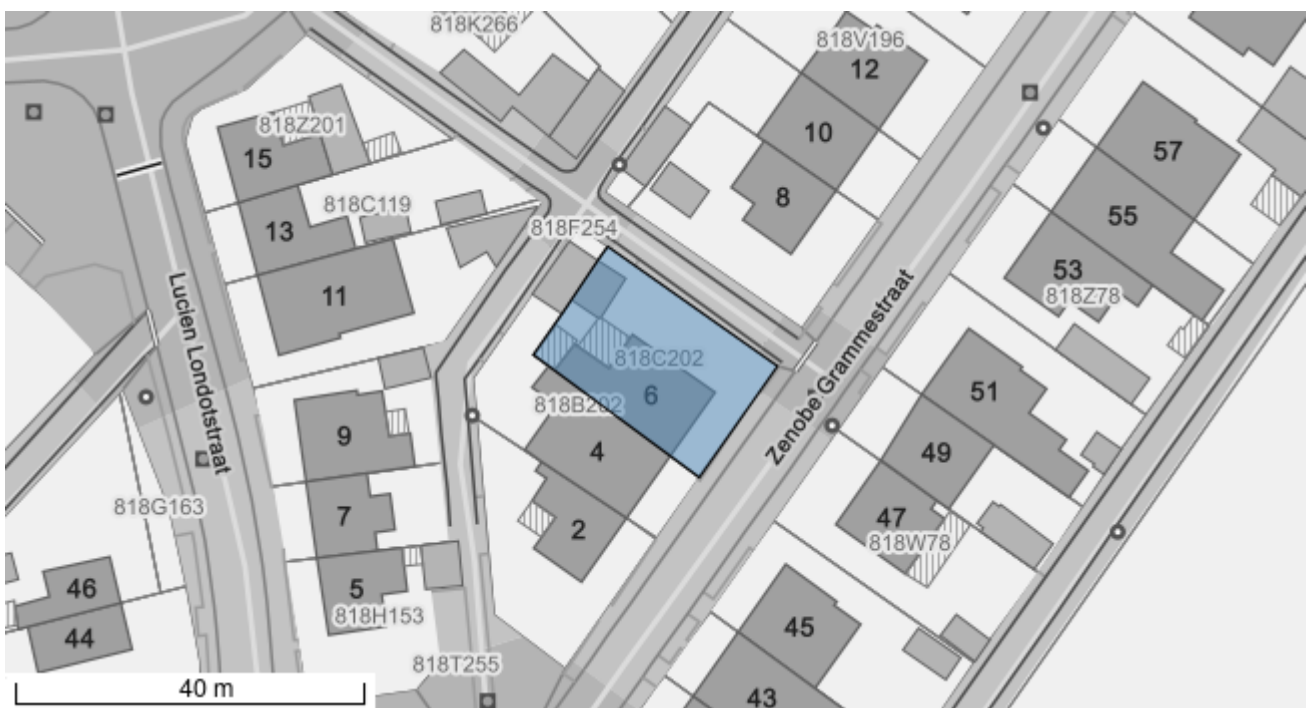 818K266
818V196
12
818Z201
15
10
57
8
818C119
13
55
818F254
53
818Z78
11
Lucien Londotstraat
Zenobe Grammestraat
818C202
6
51
818B202
9
4
49
818G163
7
47
2
818W78
46
5
818H153
44
45
818T255
43
40 m